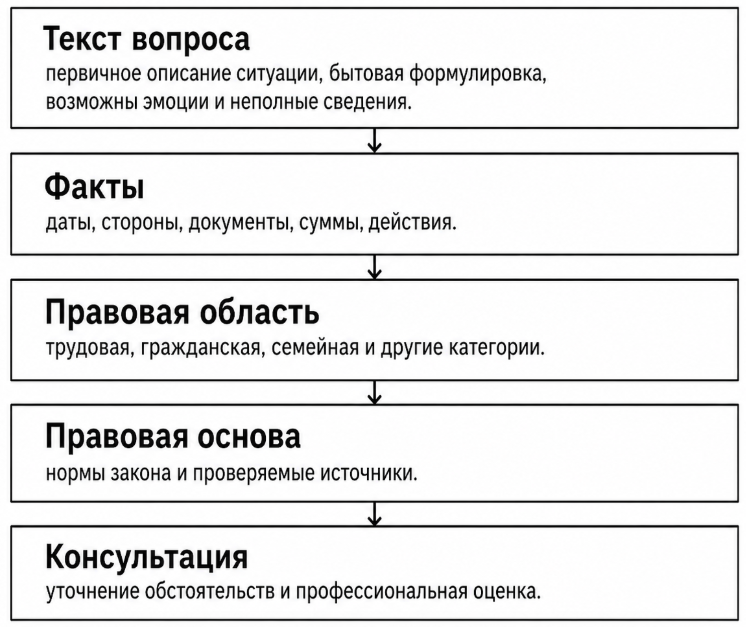 Текст вопроса
первичное описание ситуации, бытовая формулировка,
возможны эмоции и неполные сведения.
Факты
даты, стороны, документы, суммы, действия.
Правовая область
трудовая, гражданская, семейная и другие категории.
Правовая основа
нормы закона и проверяемые источники.
Консультация
уточнение обстоятельств и профессиональная оценка.